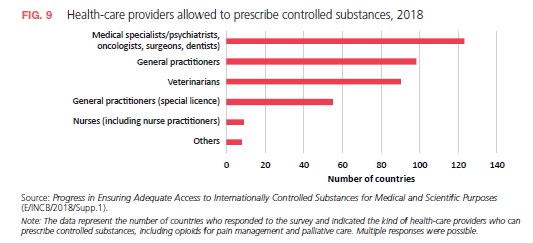 FIG. 9 Health-care providers allowed to prescribe controlled substances, 2018
Medical specialists/psychiatrists,
oncologists, surgeons, dentists)
General practitioners
Veterinarians
General practitioners (special licence)
Nurses (including nurse practitioners)
Others
0 20 40 60 80 100 120 140
Number of countries
Source: Progress in Ensuring Adequate Access to Internationally Controlled Substances for Medical and Scientific Purposes
(E/INCB/2018/Supp.1).
Note: The data represent the number of countries who responded to the survey and indicated the kind of health-care providers who can
prescribe controlled substances, including opioids for pain management and palliative care. Multiple responses were possible.